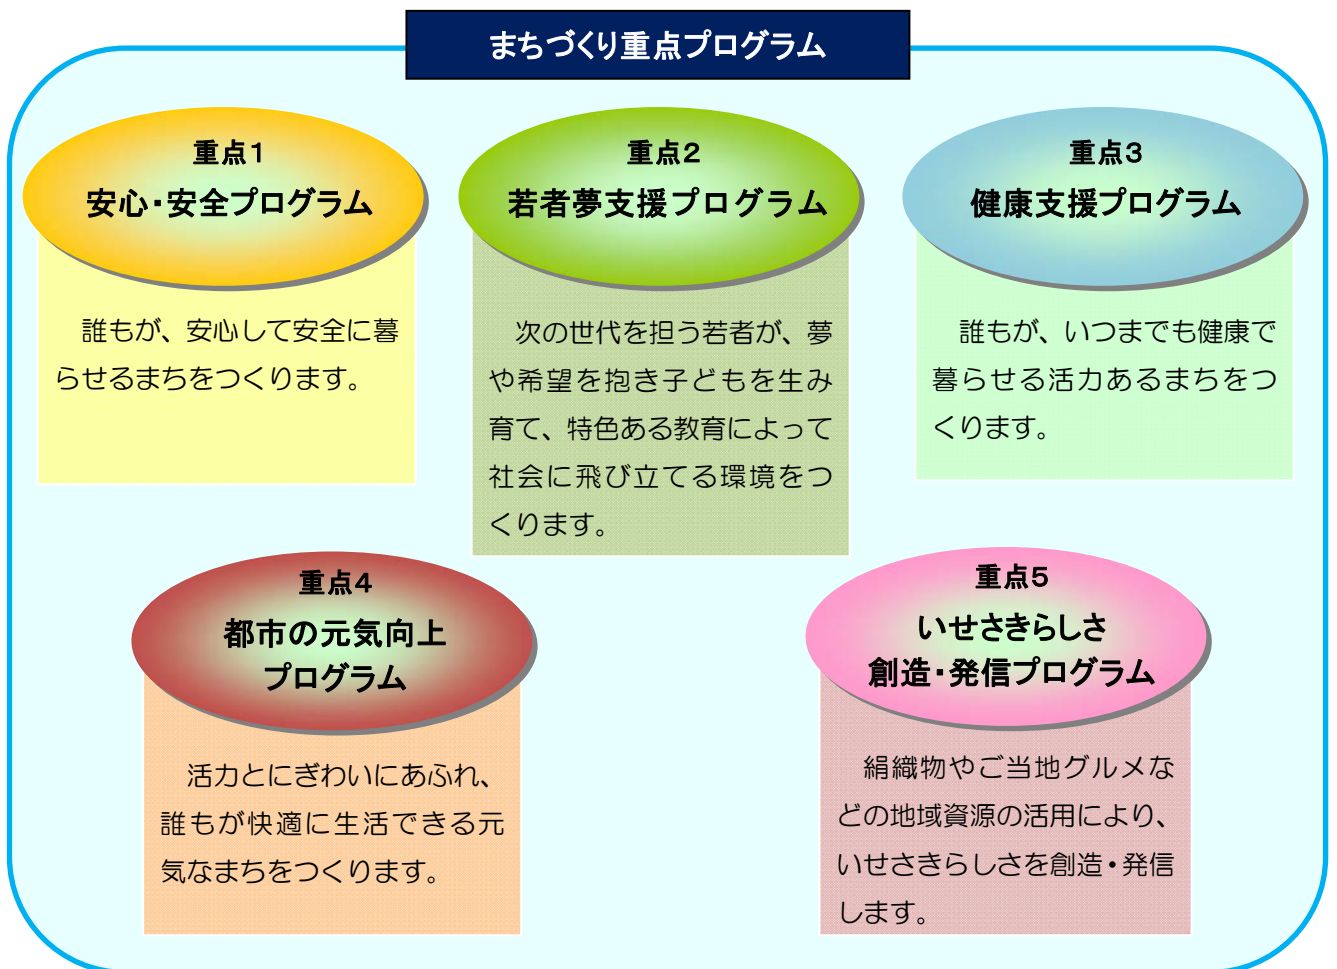 まちづくり重点プログラム
重点1
安心・安全プログラム
誰もが、安心して安全に暮
らせるまちをつくります。
重点2
若者夢支援プログラム
次の世代を担う若者が、夢
や希望を抱き子どもを生み
育て、特色ある教育によって
社会に飛び立てる環境をつ
くります。
重点3
健康支援プログラム
誰もが、いつまでも健康で
暮らせる活力あるまちをつ
くります。
重点4
都市の元気向上
プログラム
活力とにぎわいにあふれ、
誰もが快適に生活できる元
気なまちをつくります。
重点5
いせさきらしさ
創造・発信プログラム
絹織物やご当地グルメな
どの地域資源の活用により、
いせさきらしさを創造・発信
します。